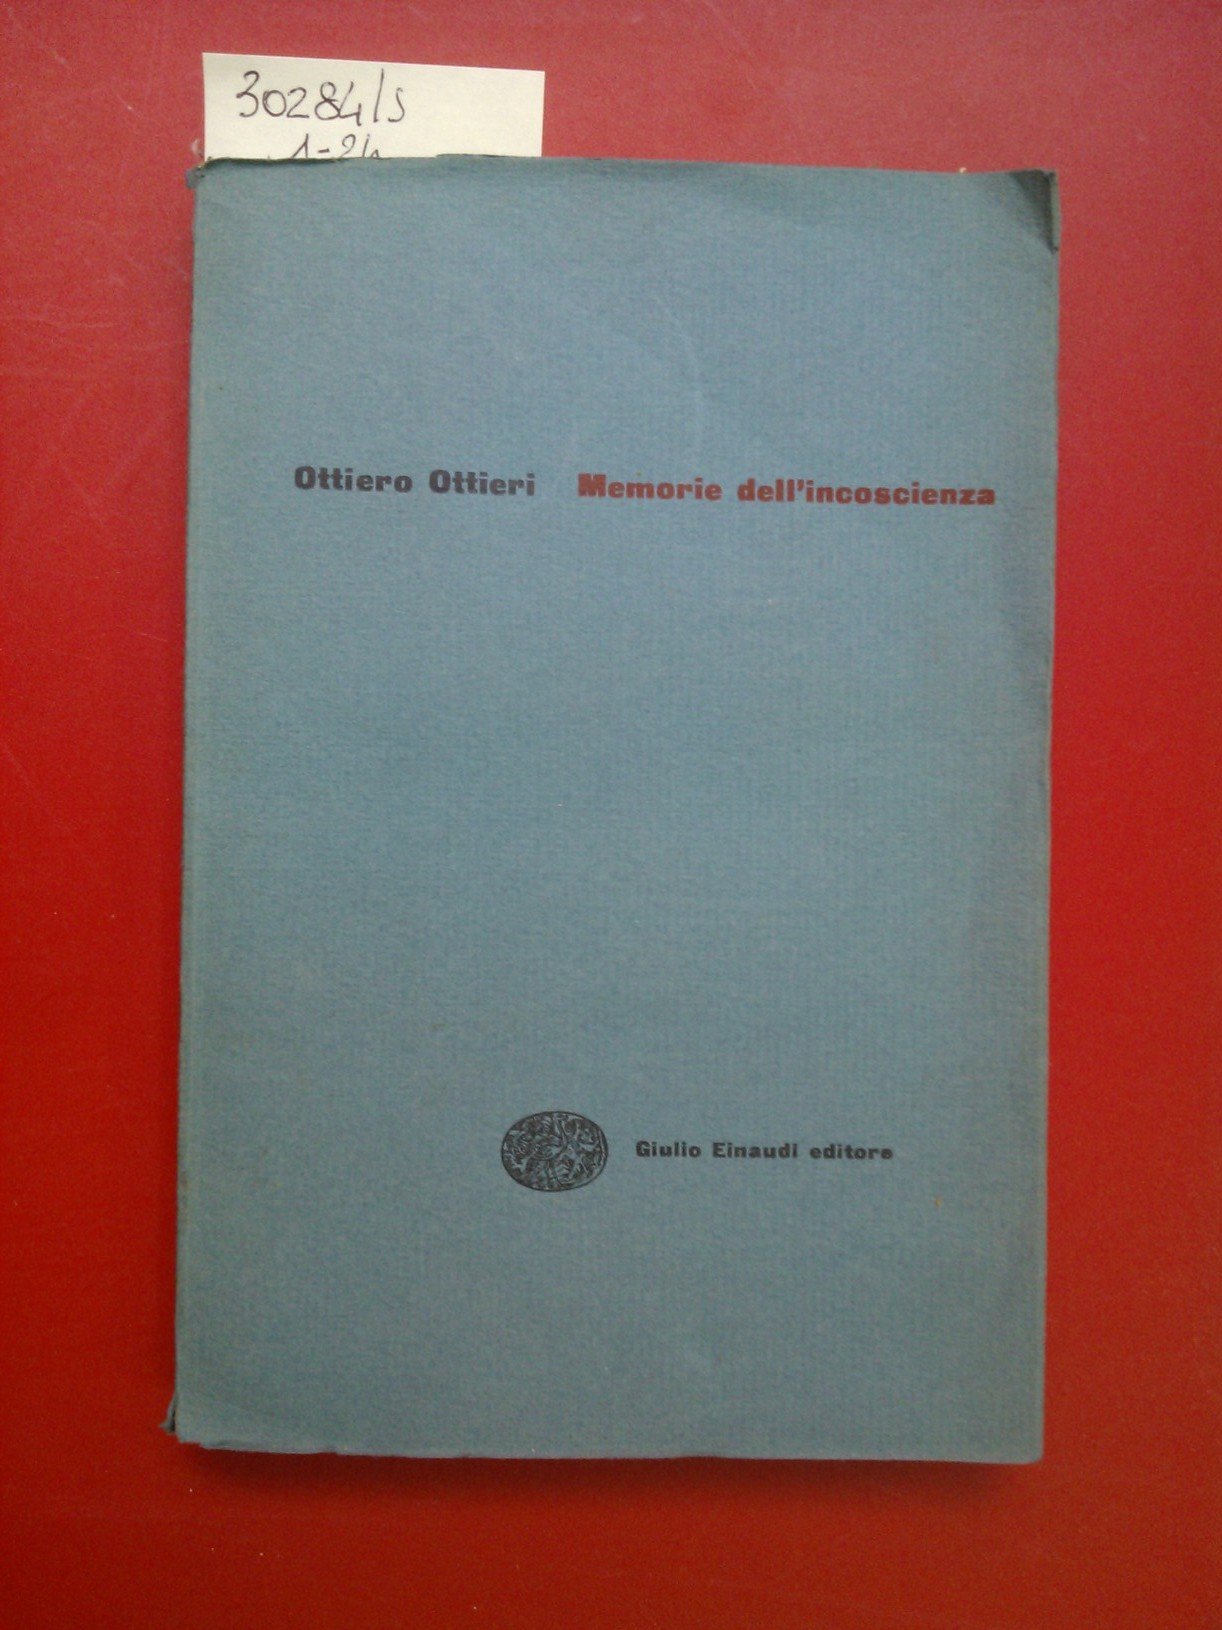 30284/s
Ottiero Ottieri Memorie dell'incoscienza
Giulio Einaudi editore